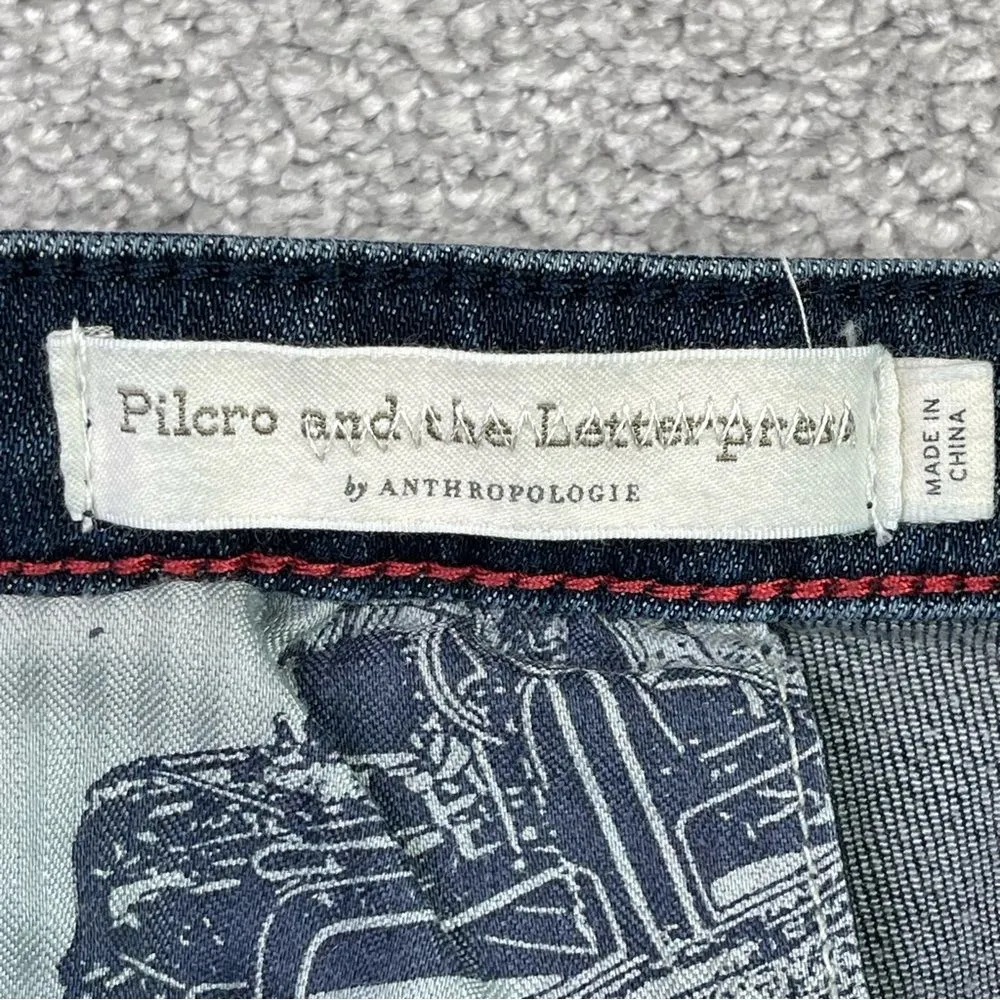 Pilcro and the Letterpress
by ANTHROPOLOGIE
MADE IN
CHINA